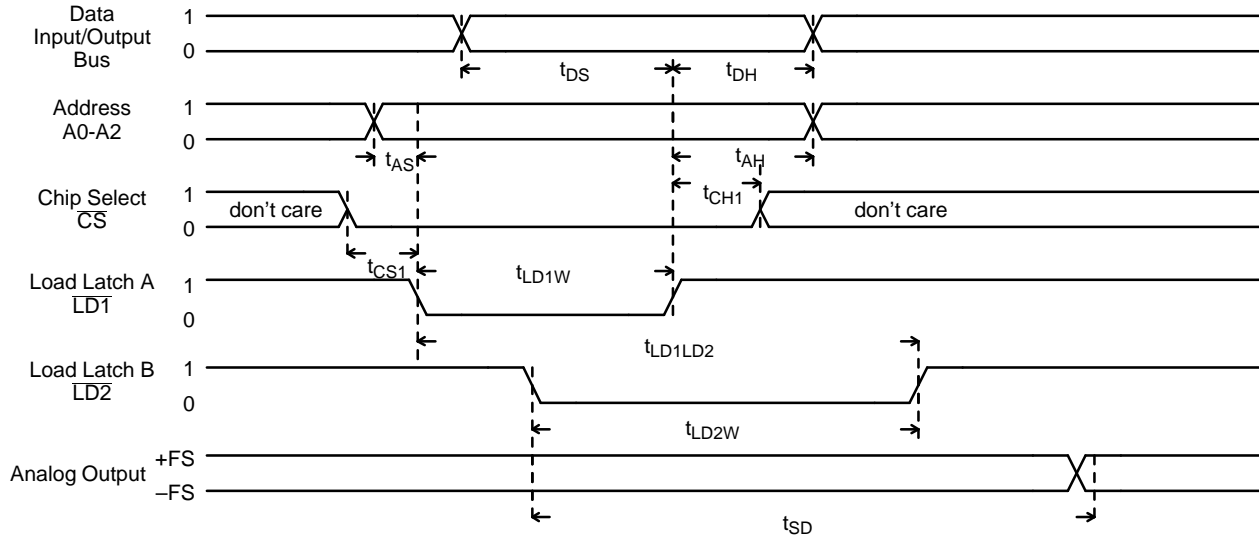 Data
Input/Output
Bus
1
0
tDS
tDH
Address
A0-A2
1
0
tAS
tAH
Chip Select
CS
1
0
don't care
don't care
tCH1
tCS1
tLD1W
Load Latch A
LD1
1
0
tLD1LD2
Load Latch B
LD2
1
0
tLD2W
Analog Output
+FS
–FS
tSD